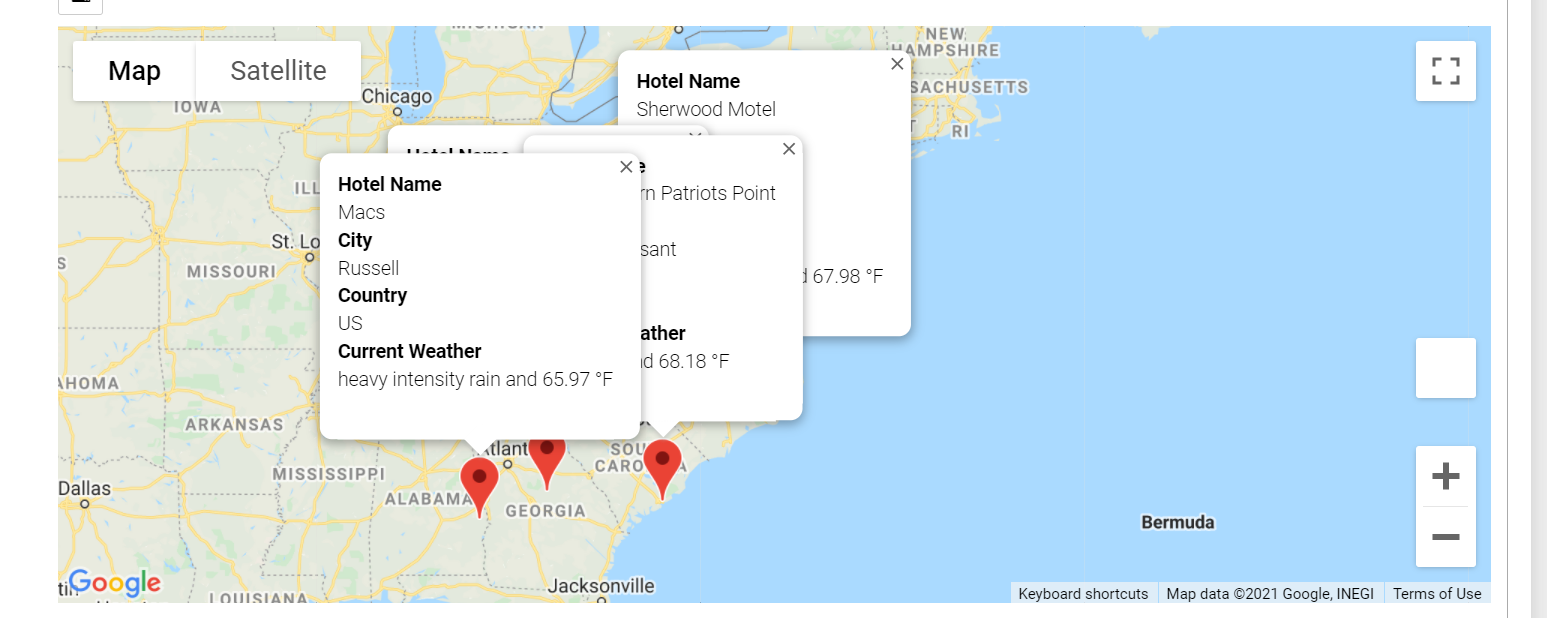 MICHIGAN
NEW
HAMPSHIRE
Map
Satellite
Chicago
IOWA
SACHUSETTS
RI
Hotel Name
Sherwood Motel
67.98 °F
Hotel Name
e
rn Patriots Point
sant
ather
nd 68.18 °F
Hotel Name
Macs
City
Russell
Country
US
Current Weather
heavy intensity rain and 65.97 °F
ILL
St. Lo
MISSOURI
S
AHOMA
ARKANSAS
MISSISSIPPI
Dallas
ALABAMA
Atlant
GEORGIA
SOU
CARO
A
Bermuda
Jacksonville
tin
Google
LOUISIANA
Keyboard shortcuts
Map data ©2021 Google, INEGI
Terms of Use